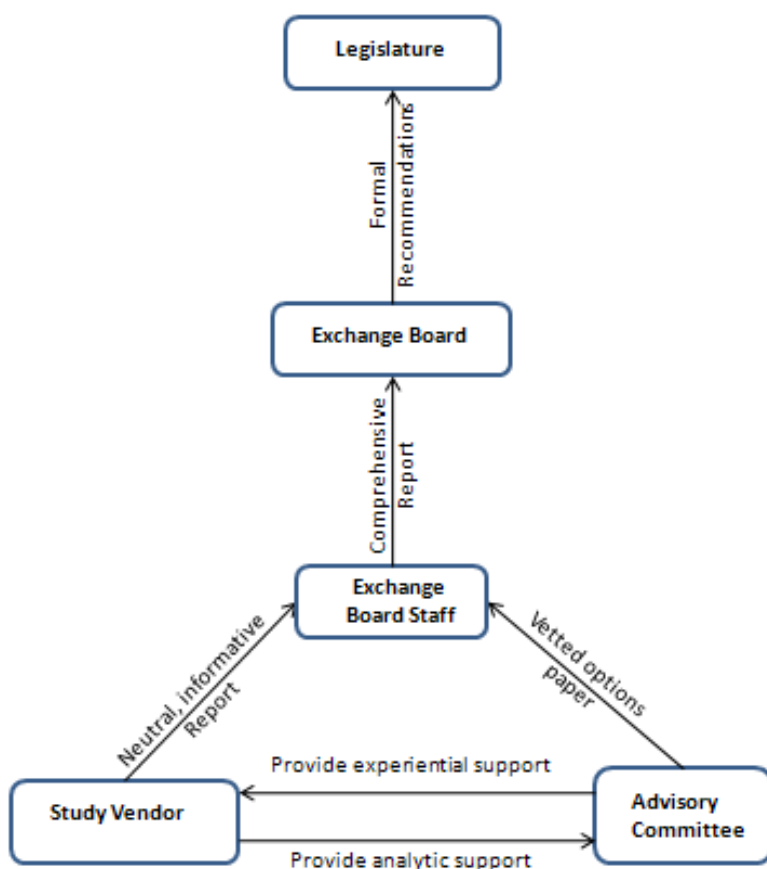 Legislature
Formal
Recommendations
Exchange Board
Comprehensive
Report
Exchange
Board Staff
Neutral, informative
Report
Vetted options
paper
Provide experiential support
Study Vendor
Advisory
Committee
Provide analytic support